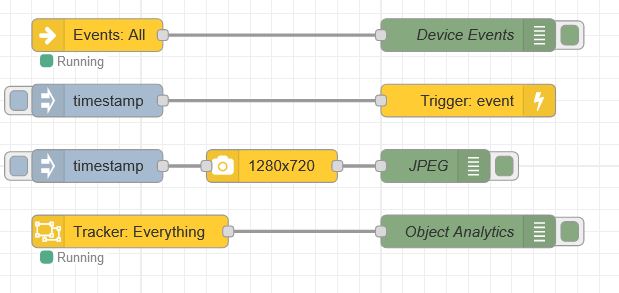 Events: All
Device Events
Running
timestamp
Trigger: event
timestamp
1280x720
JPEG
Tracker: Everything
Object Analytics
Running